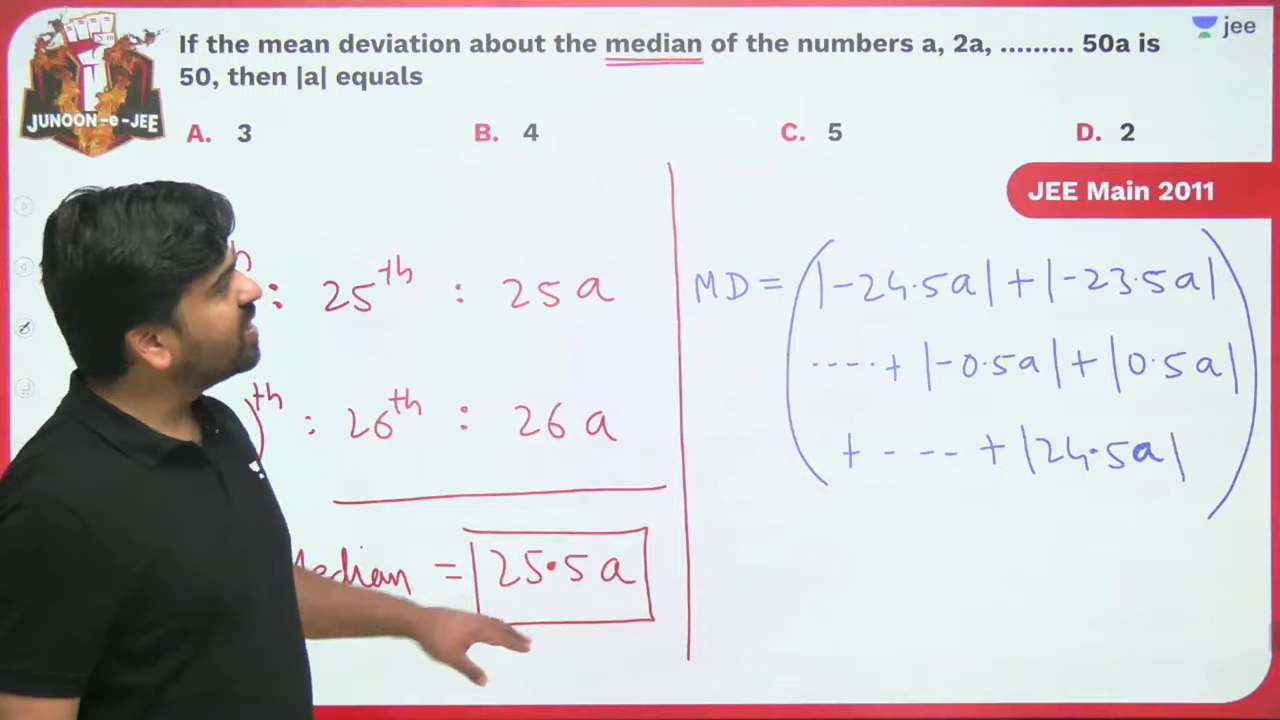 If the mean deviation about the median of the numbers a, 2a, ......... 50a is
50, then |a| equals
jee
JUNOON-e-JEE
A. 3
B. 4
C. 5
D. 2
JEE Main 2011
: 25th : 25a
)th : 26th : 26a
Median = 25.5a
MD = (|-24.5a| + |-23.5a|
....+ |-0.5a| + |0.5a|
+ - - - - + |24.5a|)